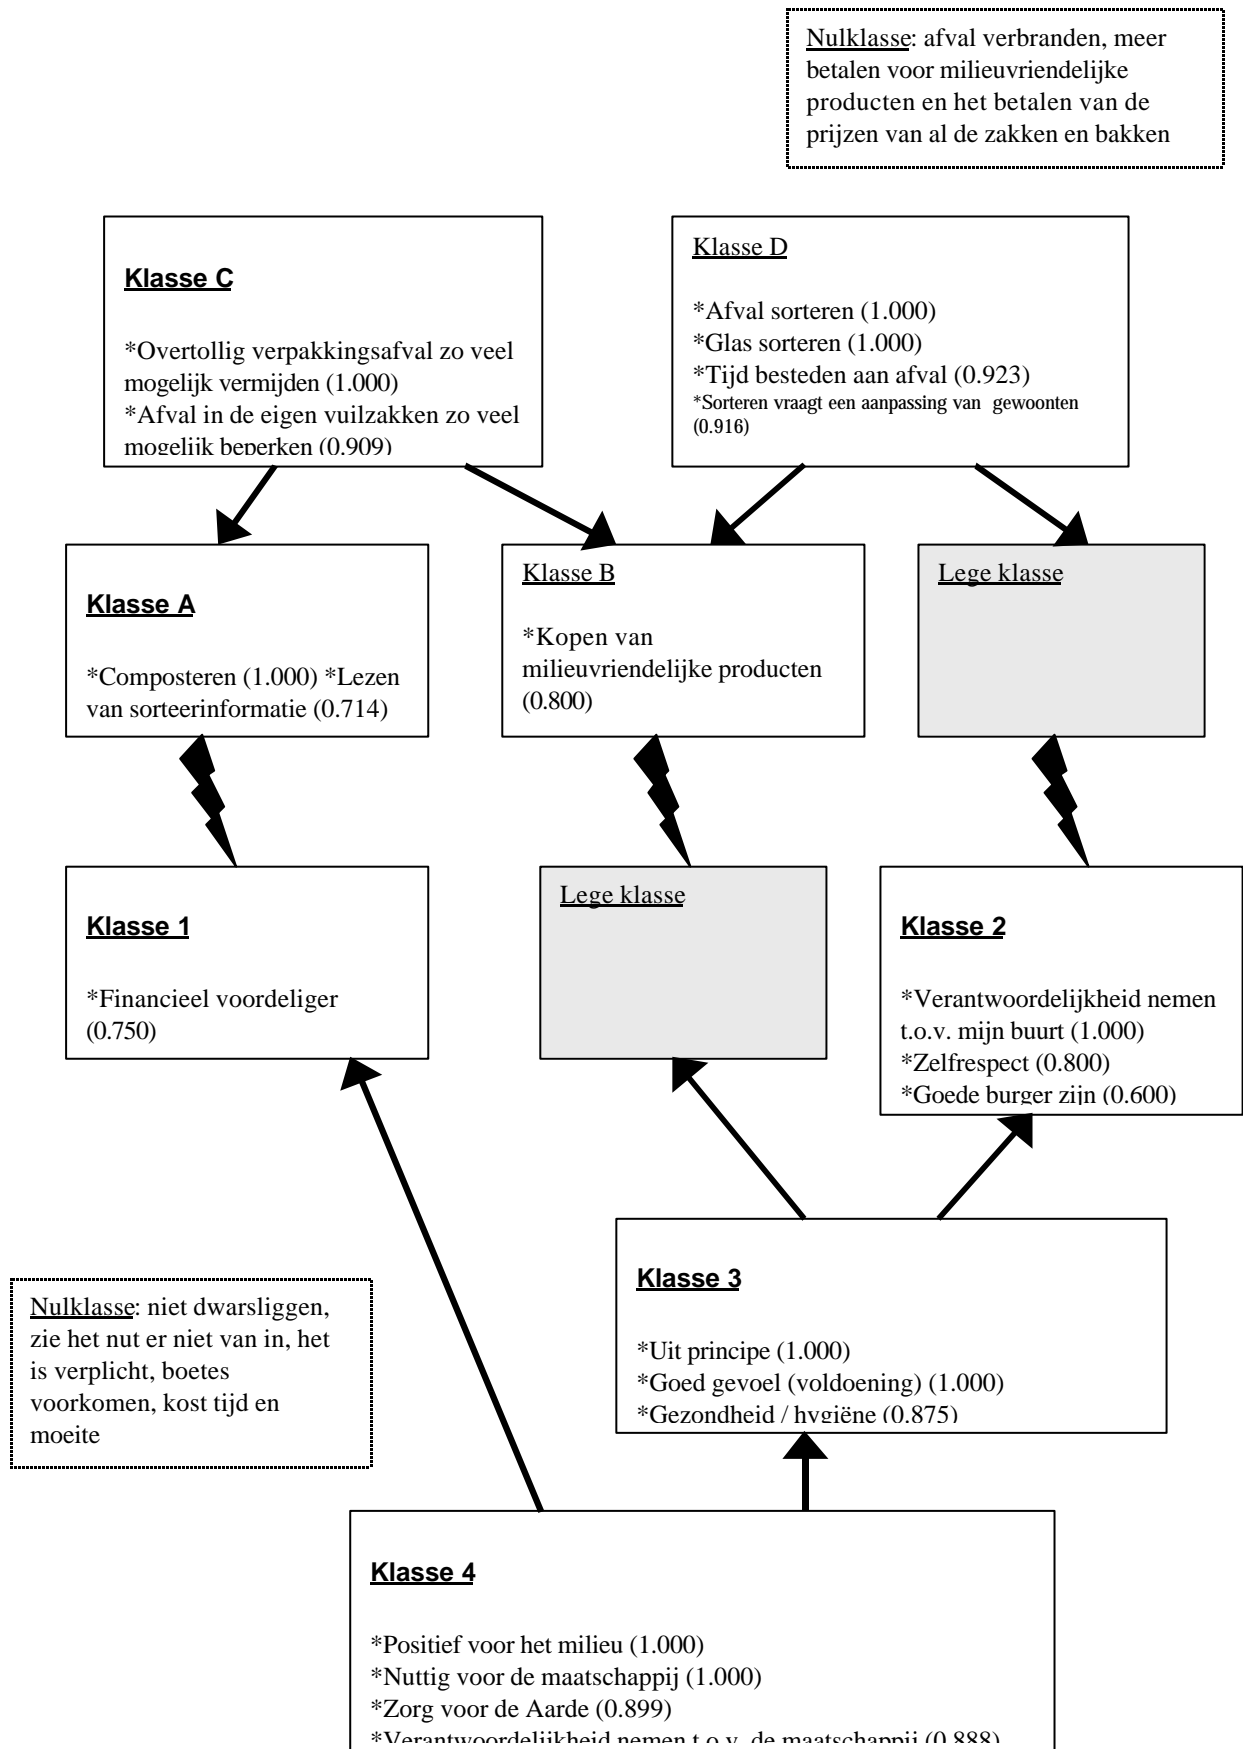 Nulklasse: afval verbranden, meer
betalen voor milieuvriendelijke
producten en het betalen van de
prijzen van al de zakken en bakken
Klasse C
*Overtollig verpakkingsafval zo veel
mogelijk vermijden (1.000)
*Afval in de eigen vuilzakken zo veel
mogelijk beperken (0.909)
Klasse D
*Afval sorteren (1.000)
*Glas sorteren (1.000)
*Tijd besteden aan afval (0.923)
*Sorteren vraagt een aanpassing van gewoonten
(0.916)
Klasse A
*Composteren (1.000) *Lezen
van sorteerinformatie (0.714)
Klasse B
*Kopen van
milieuvriendelijke producten
(0.800)
Lege klasse
Klasse 1
*Financieel voordeliger
(0.750)
Lege klasse
Klasse 2
*Verantwoordelijkheid nemen
t.o.v. mijn buurt (1.000)
*Zelfrespect (0.800)
*Goede burger zijn (0.600)
Klasse 3
*Uit principe (1.000)
*Goed gevoel (voldoening) (1.000)
*Gezondheid / hygiëne (0.875)
Nulklasse: niet dwarsliggen,
zie het nut er niet van in, het
is verplicht, boetes
voorkomen, kost tijd en
moeite
Klasse 4
*Positief voor het milieu (1.000)
*Nuttig voor de maatschappij (1.000)
*Zorg voor de Aarde (0.899)
*Verantwoordelijkheid nemen t.o.v. de maatschappij (0.888)